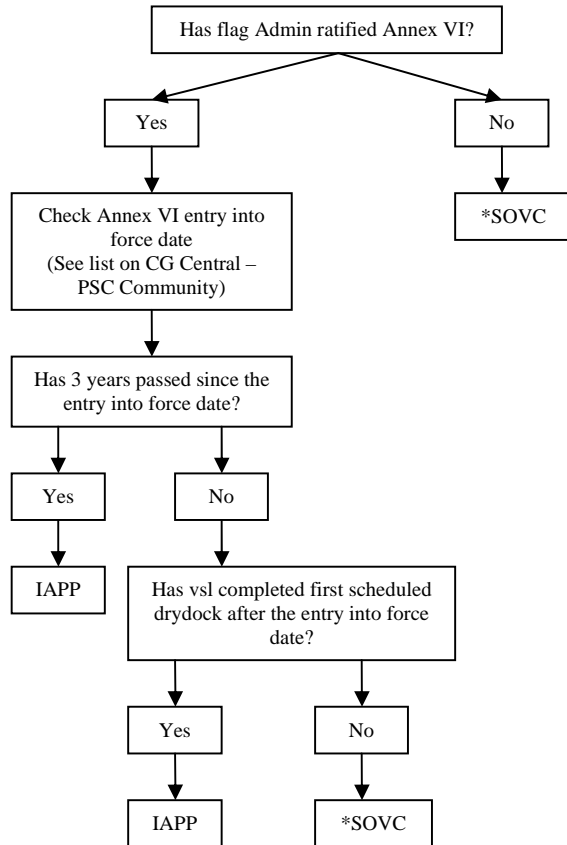 Has flag Admin ratified Annex VI?
Yes
No
Check Annex VI entry into
force date
(See list on CG Central –
PSC Community)
*SOVC
Has 3 years passed since the
entry into force date?
Yes
No
IAPP
Has vsl completed first scheduled
drydock after the entry into force
date?
Yes
No
IAPP
*SOVC